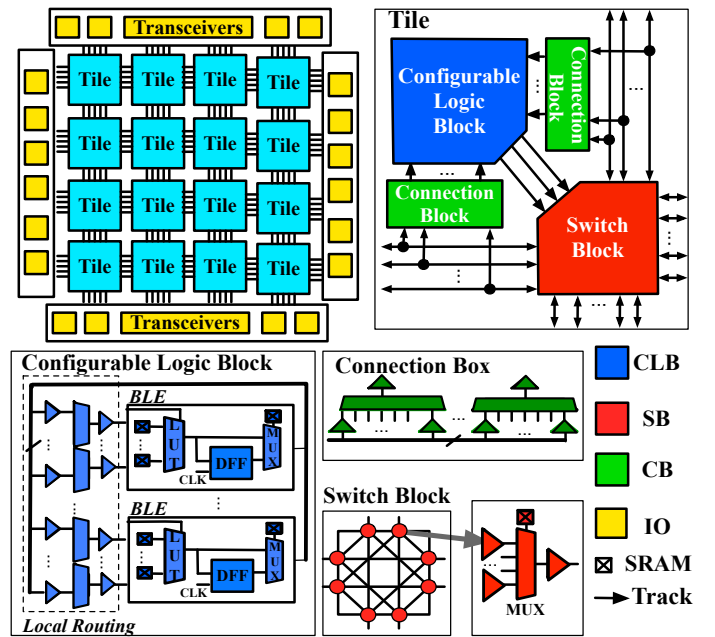 Transceivers
Tile Tile Tile Tile
Tile Tile Tile Tile
Tile Tile Tile Tile
Tile Tile Tile Tile
Transceivers
Tile
Configurable
Logic
Block
Connection
Block
...
...
...
Connection
Block
Switch
Block
...
...
...
...
Configurable Logic Block
BLE
LUT
DFF
MUX
CLK
...
...
BLE
LUT
DFF
MUX
CLK
...
...
Local Routing
Connection Box
...
...
...
Switch Block
MUX
CLB
SB
CB
IO
SRAM
Track